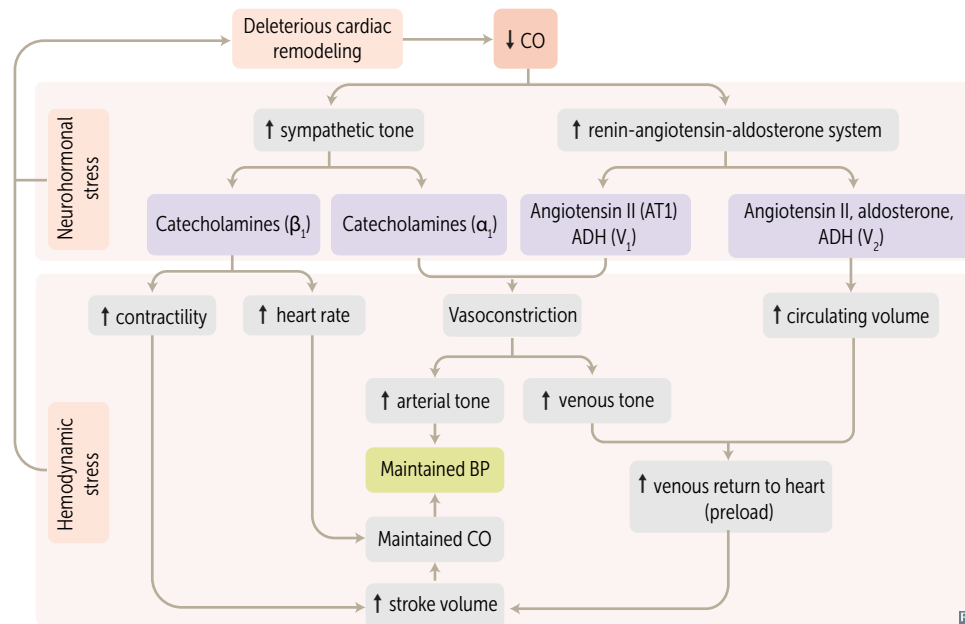 Deleterious cardiac
remodeling
↓ CO
Neurohormonal
stress
↑ sympathetic tone
↑ renin-angiotensin-aldosterone system
Catecholamines (β₁)
Catecholamines (α₁)
Angiotensin II (AT1)
ADH (V₁)
Angiotensin II, aldosterone,
ADH (V₂)
Hemodynamic
stress
↑ contractility
↑ heart rate
Vasoconstriction
↑ circulating volume
↑ arterial tone
↑ venous tone
Maintained BP
↑ venous return to heart
(preload)
Maintained CO
↑ stroke volume